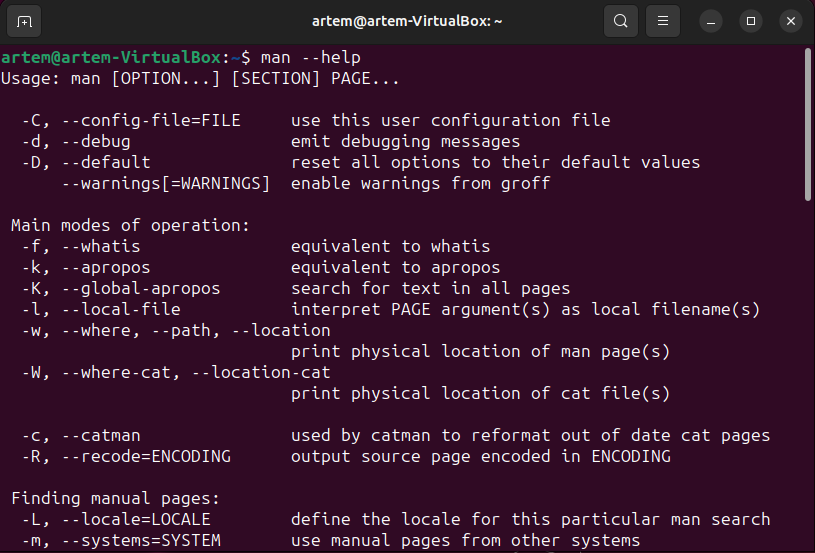 artem@artem-VirtualBox: ~
artem@artem-VirtualBox:~$ man --help
Usage: man [OPTION...] [SECTION] PAGE...
-C, --config-file=FILE     use this user configuration file
-d, --debug                emit debugging messages
-D, --default              reset all options to their default values
    --warnings[=WARNINGS]  enable warnings from groff
Main modes of operation:
-f, --whatis               equivalent to whatis
-k, --apropos              equivalent to apropos
-K, --global-apropos       search for text in all pages
-l, --local-file           interpret PAGE argument(s) as local filename(s)
-w, --where, --path, --location
                           print physical location of man page(s)
-W, --where-cat, --location-cat
                           print physical location of cat file(s)
-c, --catman               used by catman to reformat out of date cat pages
-R, --recode=ENCODING      output source page encoded in ENCODING
Finding manual pages:
-L, --locale=LOCALE        define the locale for this particular man search
-m, --systems=SYSTEM       use manual pages from other systems